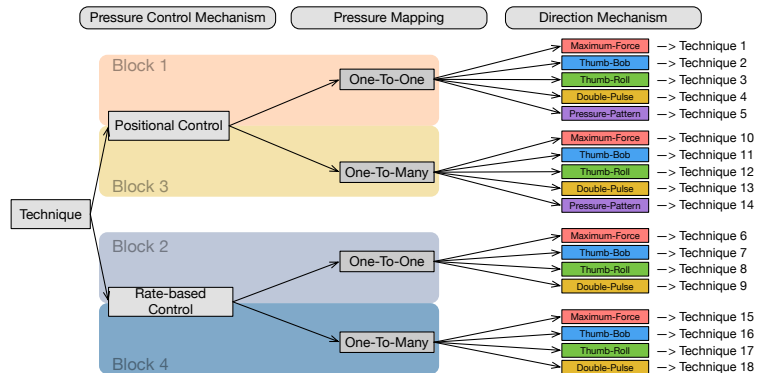 Pressure Control Mechanism
Pressure Mapping
Direction Mechanism
Block 1
One-To-One
Maximum-Force —> Technique 1
Thumb-Bob —> Technique 2
Thumb-Roll —> Technique 3
Double-Pulse —> Technique 4
Pressure-Pattern —> Technique 5
Positional Control
Block 3
One-To-Many
Maximum-Force —> Technique 10
Thumb-Bob —> Technique 11
Thumb-Roll —> Technique 12
Double-Pulse —> Technique 13
Pressure-Pattern —> Technique 14
Technique
Block 2
One-To-One
Maximum-Force —> Technique 6
Thumb-Bob —> Technique 7
Thumb-Roll —> Technique 8
Double-Pulse —> Technique 9
Rate-based
Control
Block 4
One-To-Many
Maximum-Force —> Technique 15
Thumb-Bob —> Technique 16
Thumb-Roll —> Technique 17
Double-Pulse —> Technique 18